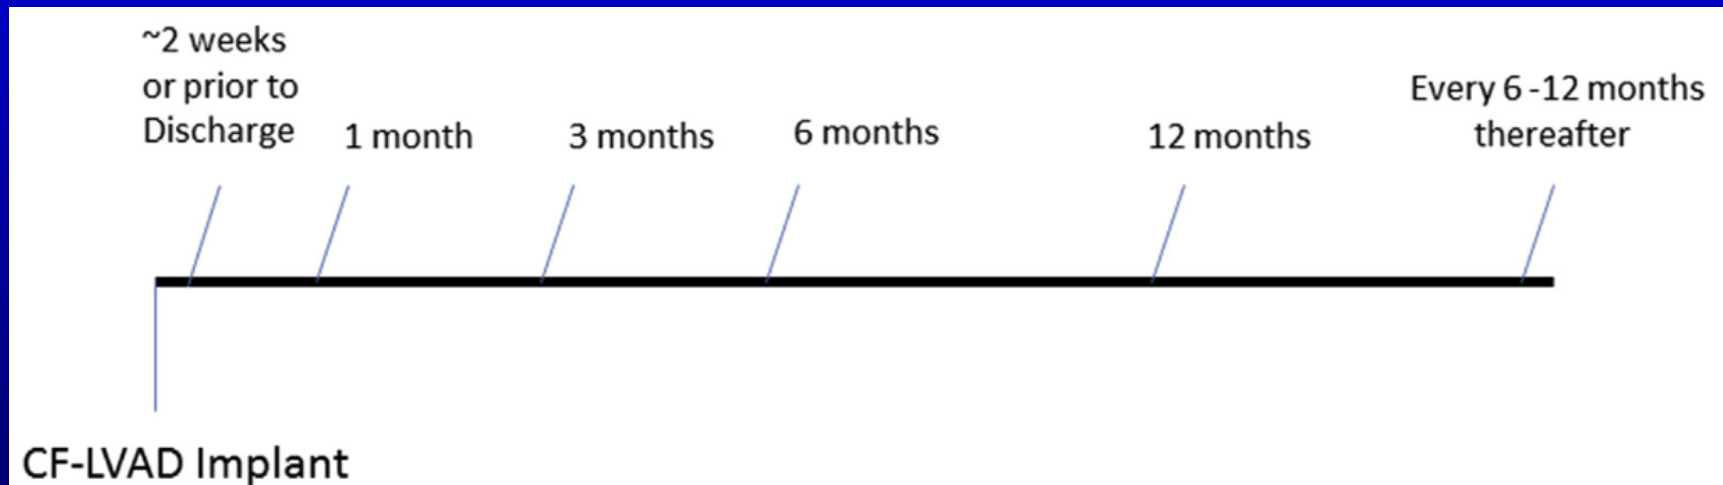 ~2 weeks
or prior to
Discharge
1 month
3 months
6 months
12 months
Every 6 -12 months
thereafter
CF-LVAD Implant